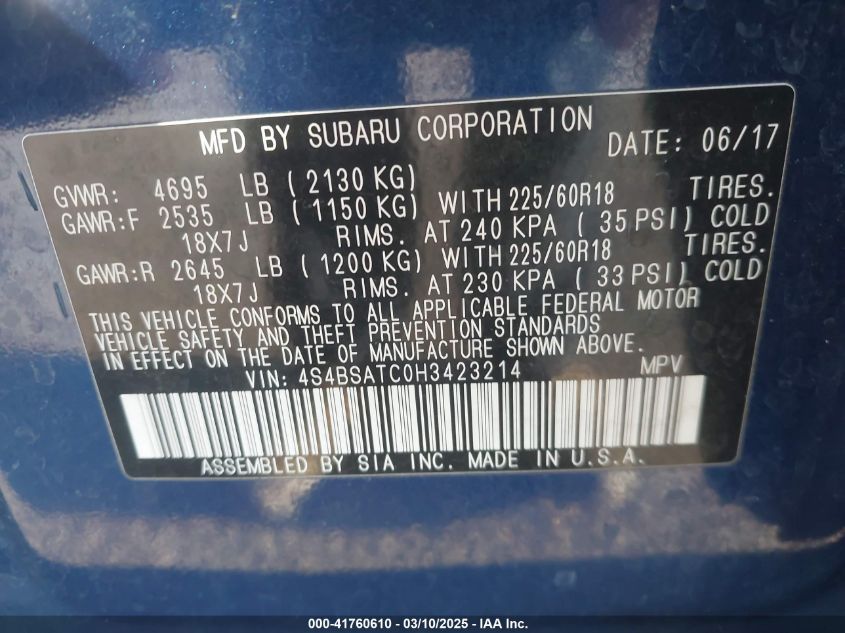 MFD BY SUBARU CORPORATION DATE: 06/17
GVWR: 4695 LB ( 2130 KG)
GAWR:F 2535 LB ( 1150 KG) WITH 225/60R18 TIRES.
18X7J RIMS. AT 240 KPA ( 35 PSI) COLD
GAWR:R 2645 LB ( 1200 KG) WITH 225/60R18 TIRES.
18X7J RIMS. AT 230 KPA ( 33 PSI) COLD
THIS VEHICLE CONFORMS TO ALL APPLICABLE FEDERAL MOTOR
VEHICLE SAFETY AND THEFT PREVENTION STANDARDS
IN EFFECT ON THE DATE OF MANUFACTURE SHOWN ABOVE.
VIN: 4S4BSATC0H3423214 MPV
ASSEMBLED BY SIA INC. MADE IN U.S.A.
000-41760610 — 03/10/2025 — IAA Inc.